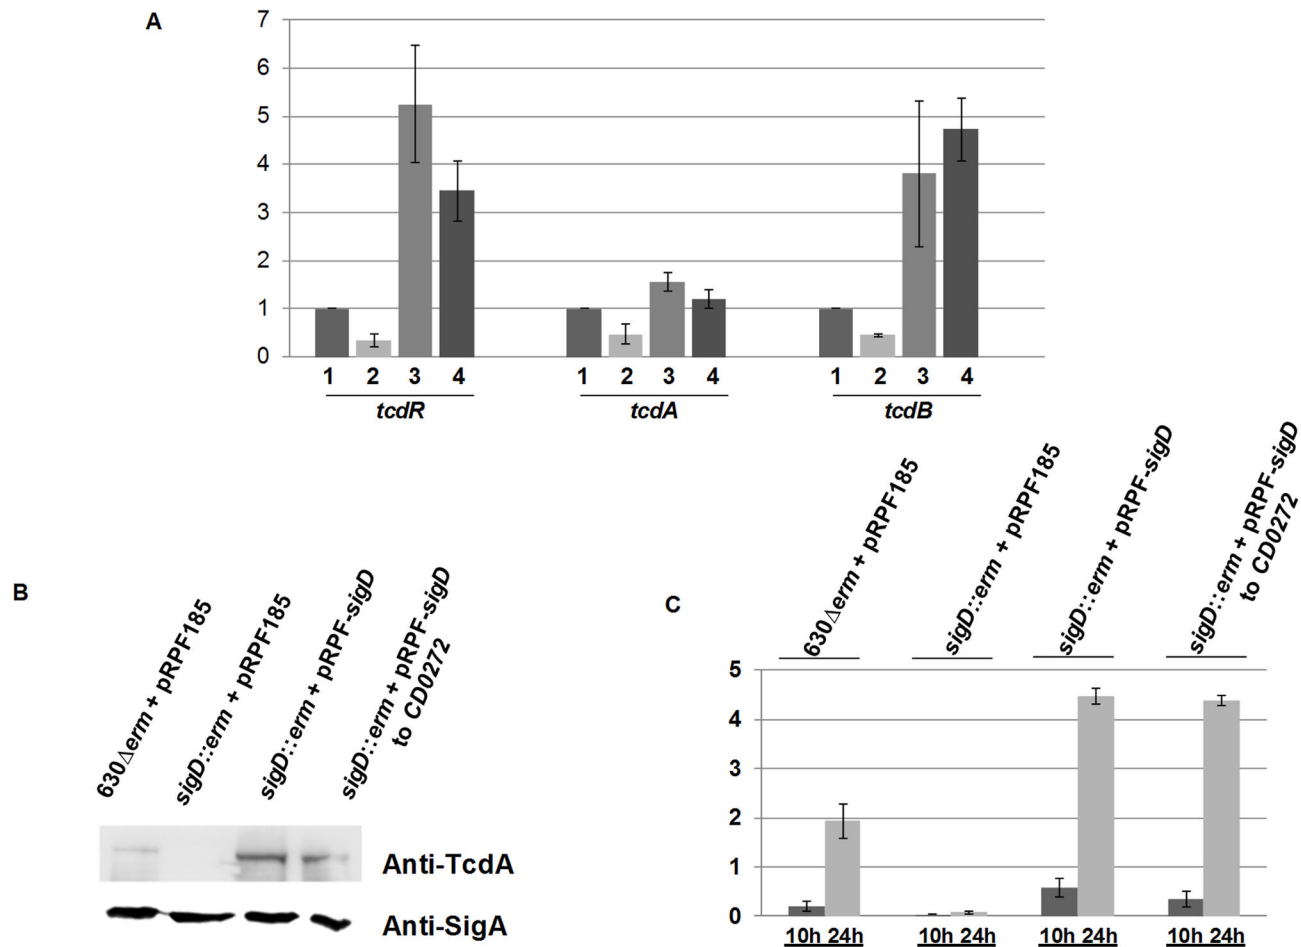 A
7
6
5
4
3
2
1
0
1 2 3 4 1 2 3 4 1 2 3 4
tcdR tcdA tcdB
B
630Δerm + pRPF185
sigD::erm + pRPF185
sigD::erm + pRPF-sigD
sigD::erm + pRPF-sigD
to CD0272
Anti-TcdA
Anti-SigA
C
630Δerm + pRPF185
sigD::erm + pRPF185
sigD::erm + pRPF-sigD
sigD::erm + pRPF-sigD
to CD0272
5
4
3
2
1
0
10h 24h 10h 24h 10h 24h 10h 24h